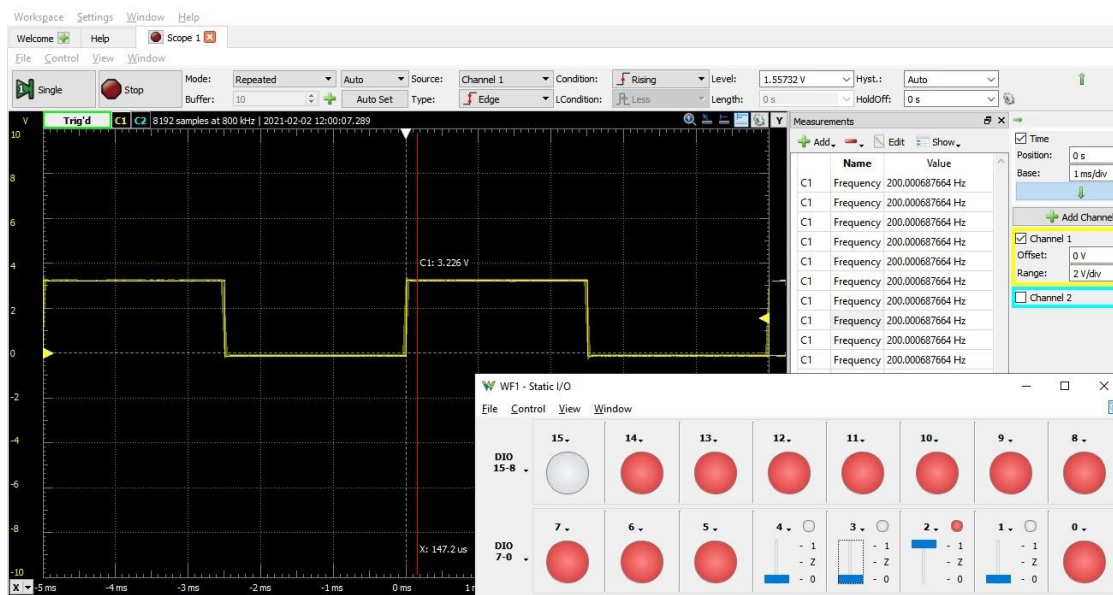 Workspace Settings Window Help
Welcome Help Scope 1
File Control View Window
Single Stop Mode: Repeated Auto Source: Channel 1 Condition: Rising Level: 1.55732 V Hyst.: Auto
Buffer: 10 Auto Set Type: Edge LCondition: Less Length: 0 s HoldOff: 0 s
V Trig'd C1 C2 8192 samples at 800 kHz | 2021-02-02 12:00:07.289 Y
Measurements
Add Edit Show
Name Value
C1 Frequency 200.000687664 Hz
C1 Frequency 200.000687664 Hz
C1 Frequency 200.000687664 Hz
C1 Frequency 200.000687664 Hz
C1 Frequency 200.000687664 Hz
C1 Frequency 200.000687664 Hz
C1 Frequency 200.000687664 Hz
C1 Frequency 200.000687664 Hz
C1 Frequency 200.000687664 Hz
C1 Frequency 200.000687664 Hz
Time
Position: 0 s
Base: 1 ms/div
Add Channel
Channel 1
Offset: 0 V
Range: 2 V/div
Channel 2
10
8
6
4
2
0
-2
-4
-6
-8
-10
C1: 3.226 V
X: 147.2 us
X -5 ms -4 ms -3 ms -2 ms -1 ms 0 ms
WF1 - Static I/O
File Control View Window
15 14 13 12 11 10 9 8
DIO
15-8
7 6 5 4 3 2 1 0
DIO
7-0
- 1 - 1 - 1 - 1
- Z - Z - Z - Z
- 0 - 0 - 0 - 0